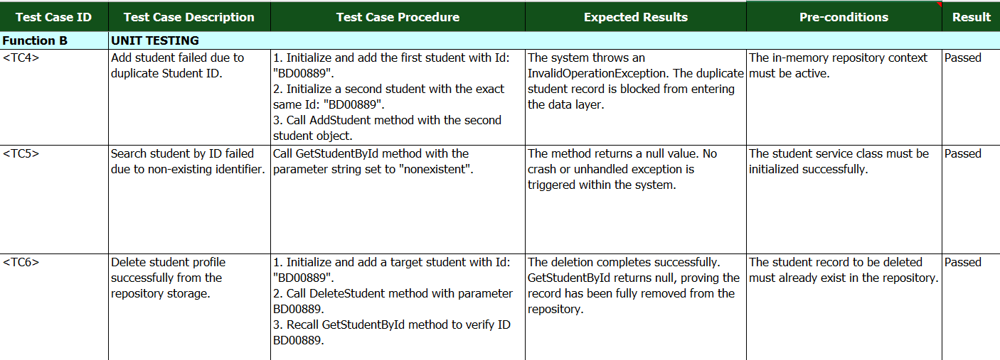 Test Case ID
Test Case Description
Test Case Procedure
Expected Results
Pre-conditions
Result
Function B
UNIT TESTING
<TC4>
Add student failed due to
duplicate Student ID.
1. Initialize and add the first student with Id:
"BD00889".
2. Initialize a second student with the exact
same Id: "BD00889".
3. Call AddStudent method with the second
student object.
The system throws an
InvalidOperationException. The duplicate
student record is blocked from entering
the data layer.
The in-memory repository context
must be active.
Passed
<TC5>
Search student by ID failed
due to non-existing identifier.
Call GetStudentById method with the
parameter string set to "nonexistent".
The method returns a null value. No
crash or unhandled exception is
triggered within the system.
The student service class must be
initialized successfully.
Passed
<TC6>
Delete student profile
successfully from the
repository storage.
1. Initialize and add a target student with Id:
"BD00889".
2. Call DeleteStudent method with parameter
BD00889.
3. Recall GetStudentById method to verify ID
BD00889.
The deletion completes successfully.
GetStudentById returns null, proving the
record has been fully removed from the
repository.
The student record to be deleted
must already exist in the repository.
Passed